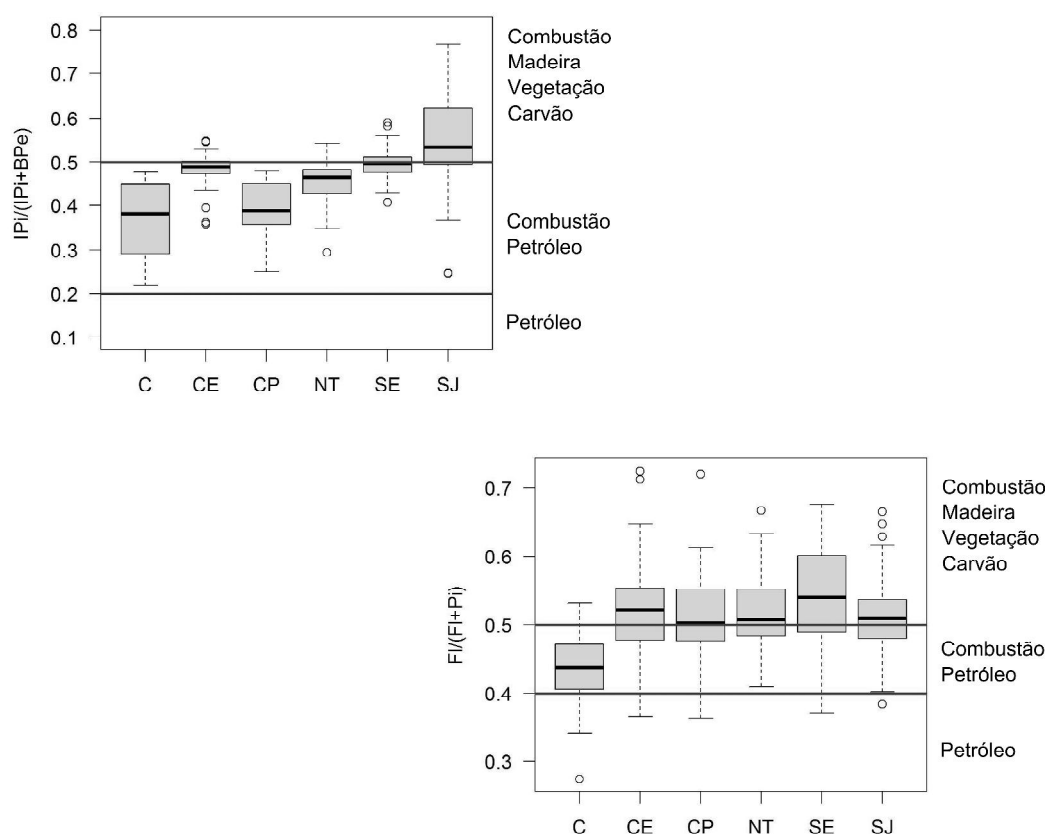 0.8
0.7
0.6
0.5
0.4
0.3
0.2
0.1
IPi/(IPi+BPe)
Combustão
Madeira
Vegetação
Carvão
Combustão
Petróleo
Petróleo
C CE CP NT SE SJ
0.7
0.6
0.5
0.4
0.3
Fl/(Fl+Pi)
Combustão
Madeira
Vegetação
Carvão
Combustão
Petróleo
Petróleo
C CE CP NT SE SJ